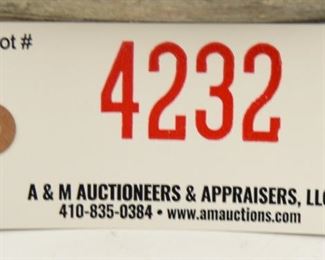 ot #
4232
A & M AUCTIONEERS & APPRAISERS, LLC
410-835-0384 • www.amauctions.com